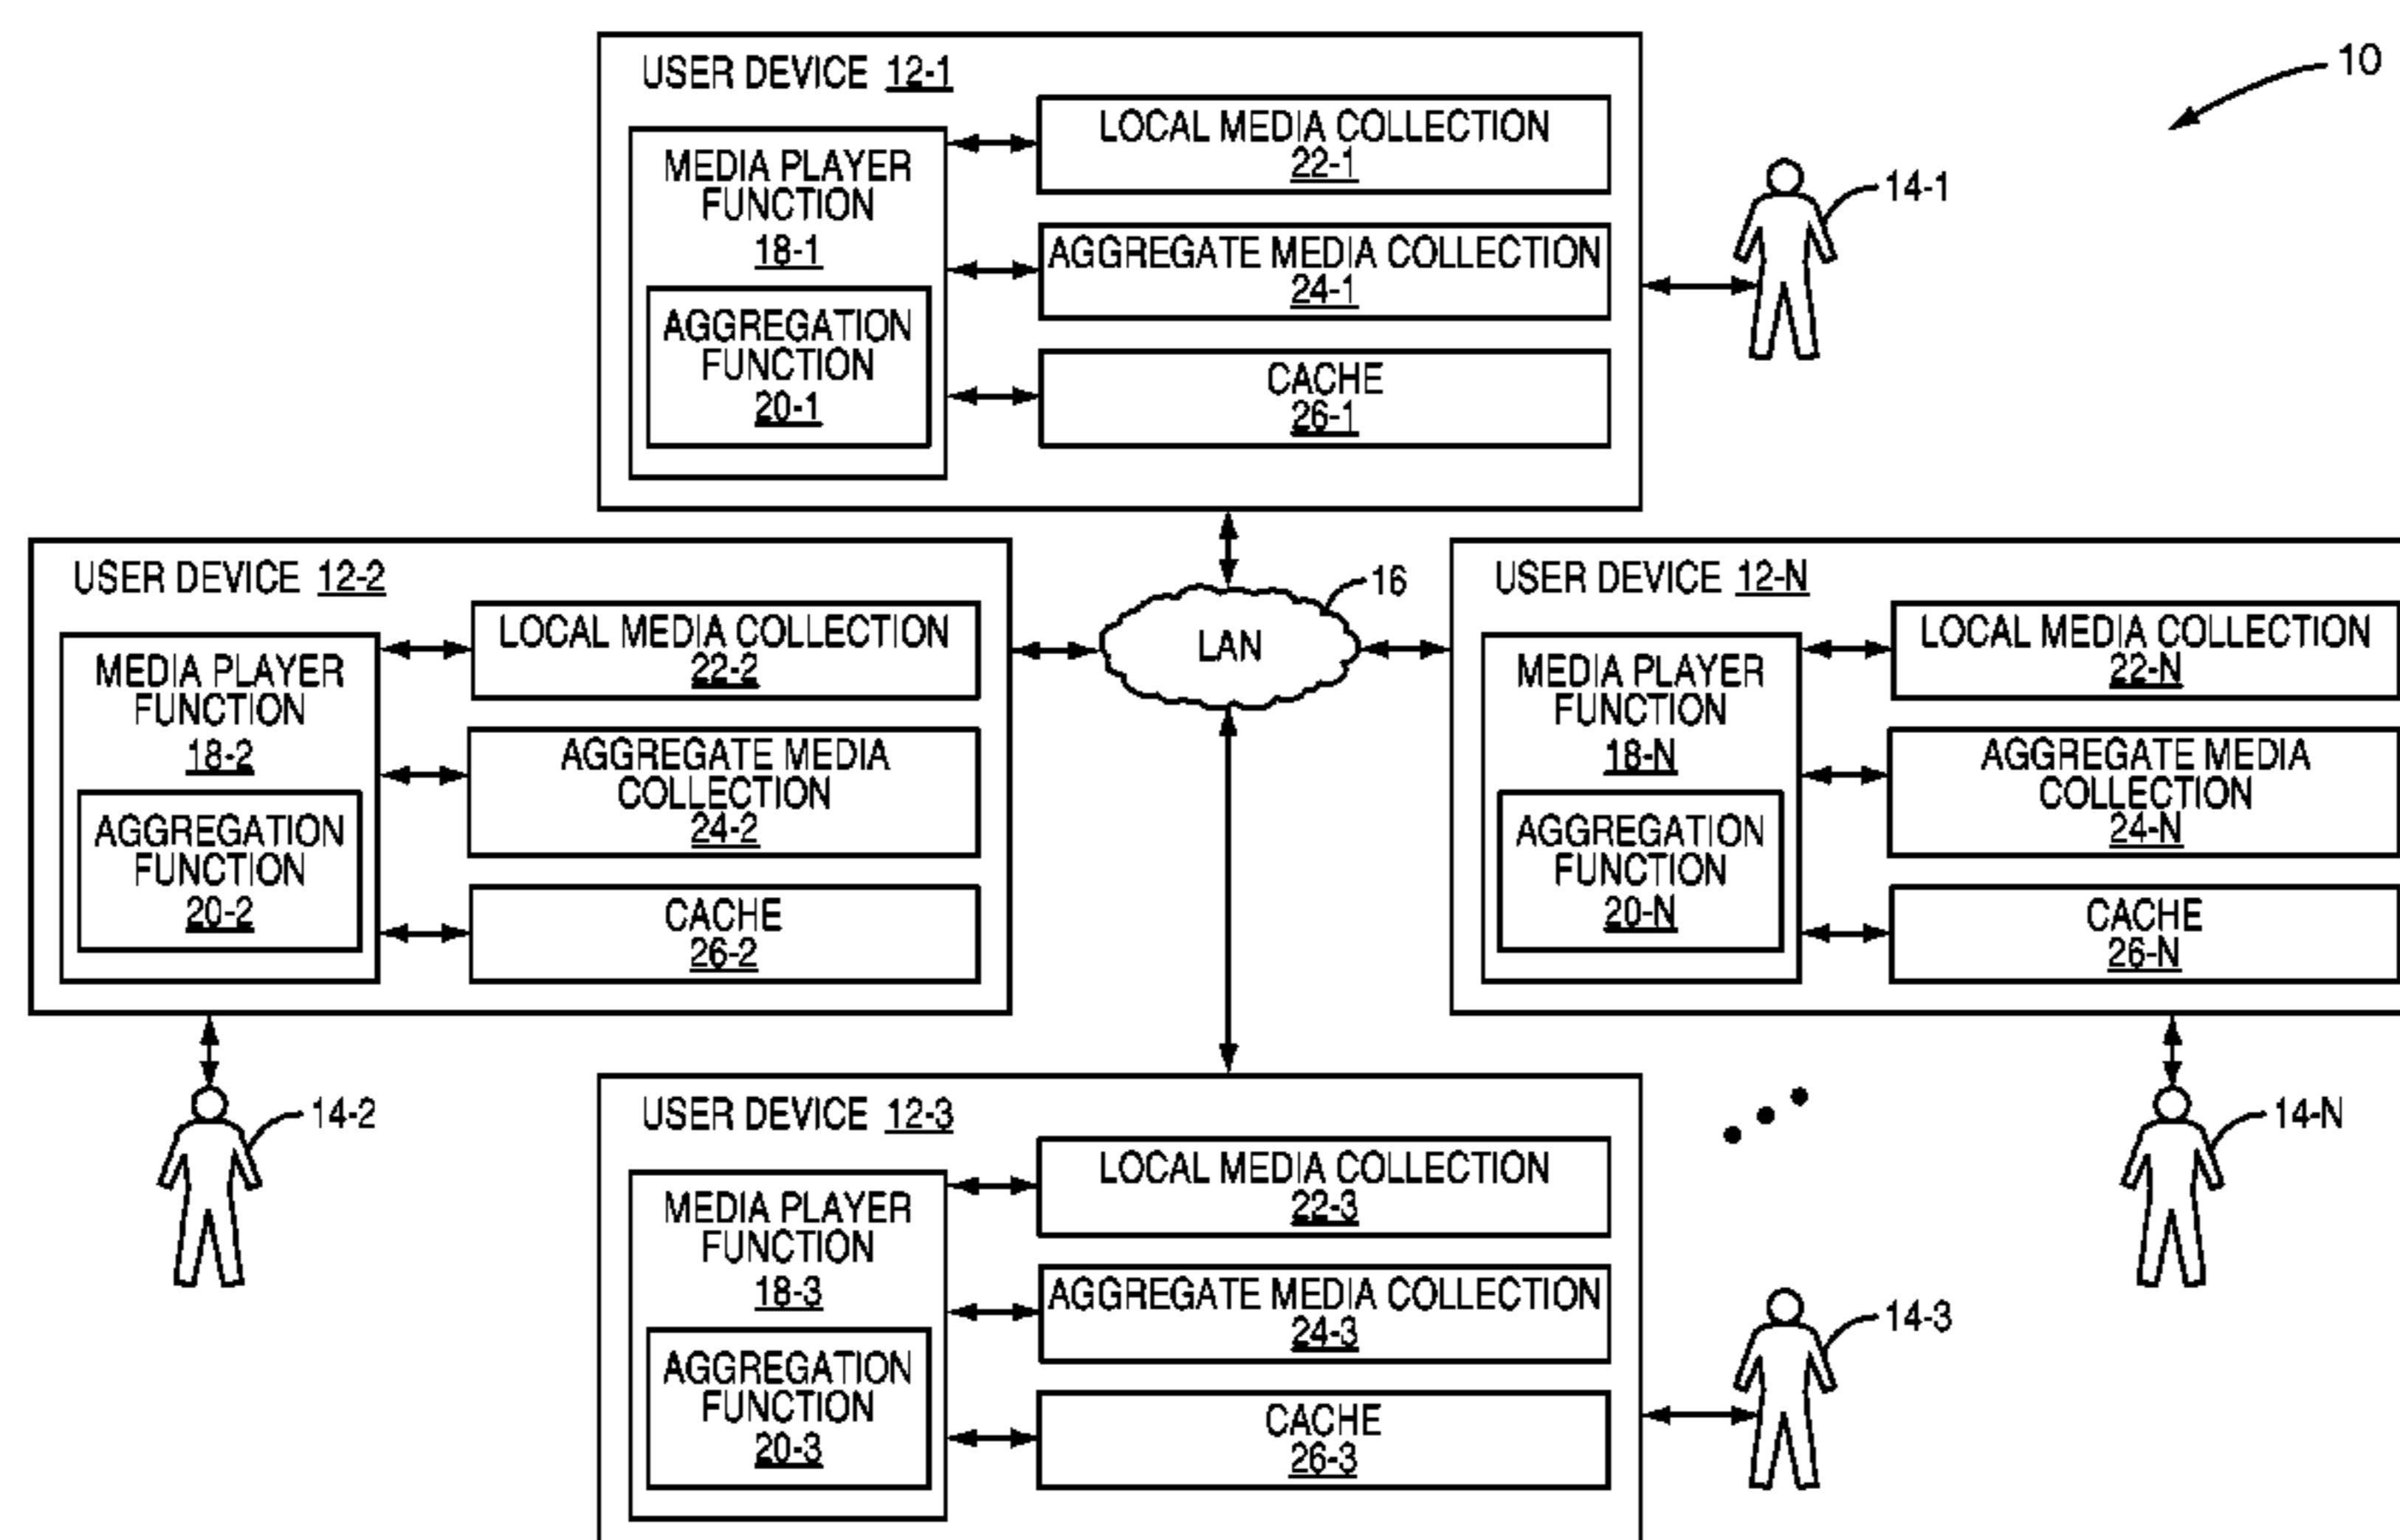 USER DEVICE 12-1
MEDIA PLAYER
FUNCTION
18-1
AGGREGATION
FUNCTION
20-1
LOCAL MEDIA COLLECTION
22-1
AGGREGATE MEDIA COLLECTION
24-1
CACHE
26-1
10
14-1
USER DEVICE 12-2
MEDIA PLAYER
FUNCTION
18-2
AGGREGATION
FUNCTION
20-2
LOCAL MEDIA COLLECTION
22-2
AGGREGATE MEDIA
COLLECTION
24-2
CACHE
26-2
14-2
LAN
16
USER DEVICE 12-N
MEDIA PLAYER
FUNCTION
18-N
AGGREGATION
FUNCTION
20-N
LOCAL MEDIA COLLECTION
22-N
AGGREGATE MEDIA
COLLECTION
24-N
CACHE
26-N
14-N
USER DEVICE 12-3
MEDIA PLAYER
FUNCTION
18-3
AGGREGATION
FUNCTION
20-3
LOCAL MEDIA COLLECTION
22-3
AGGREGATE MEDIA COLLECTION
24-3
CACHE
26-3
14-3